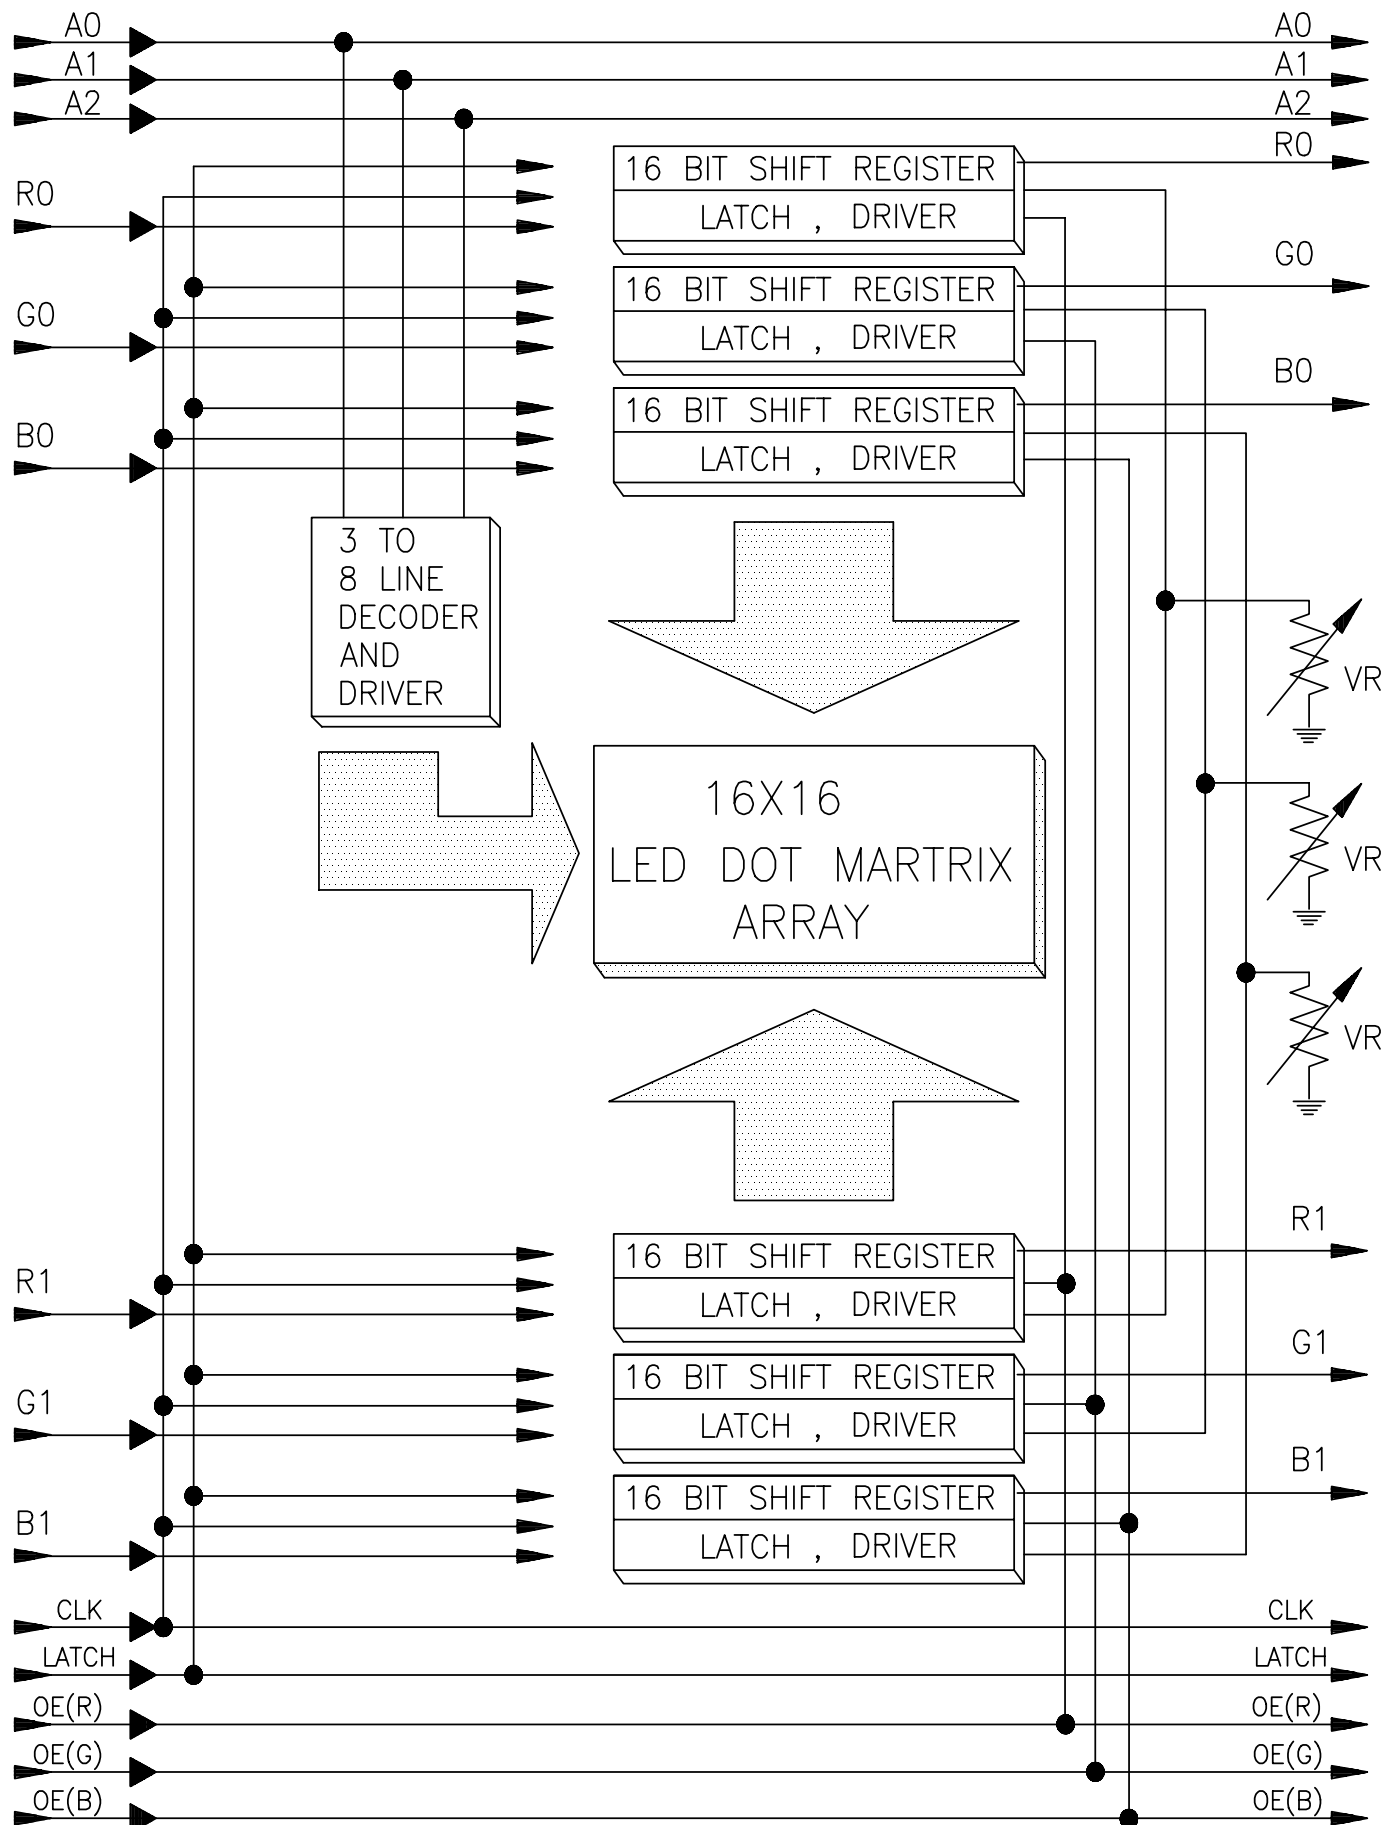 A0 A0
A1 A1
A2 A2
R0
16 BIT SHIFT REGISTER
R0
LATCH , DRIVER
G0
16 BIT SHIFT REGISTER
G0
LATCH , DRIVER
B0
16 BIT SHIFT REGISTER
B0
LATCH , DRIVER
3 TO
8 LINE
DECODER
AND
DRIVER
VR
16X16
LED DOT MARTRIX
ARRAY
VR
VR
R1
16 BIT SHIFT REGISTER
R1
LATCH , DRIVER
G1
16 BIT SHIFT REGISTER
G1
LATCH , DRIVER
B1
16 BIT SHIFT REGISTER
B1
LATCH , DRIVER
CLK CLK
LATCH LATCH
OE(R) OE(R)
OE(G) OE(G)
OE(B) OE(B)